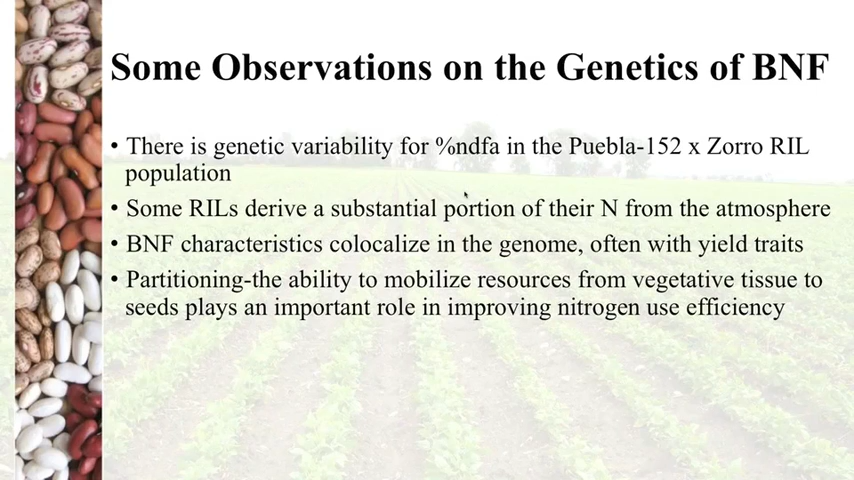 Some Observations on the Genetics of BNF
• There is genetic variability for %ndfa in the Puebla-152 x Zorro RIL
population
• Some RILs derive a substantial portion of their N from the atmosphere
• BNF characteristics colocalize in the genome, often with yield traits
• Partitioning-the ability to mobilize resources from vegetative tissue to
seeds plays an important role in improving nitrogen use efficiency